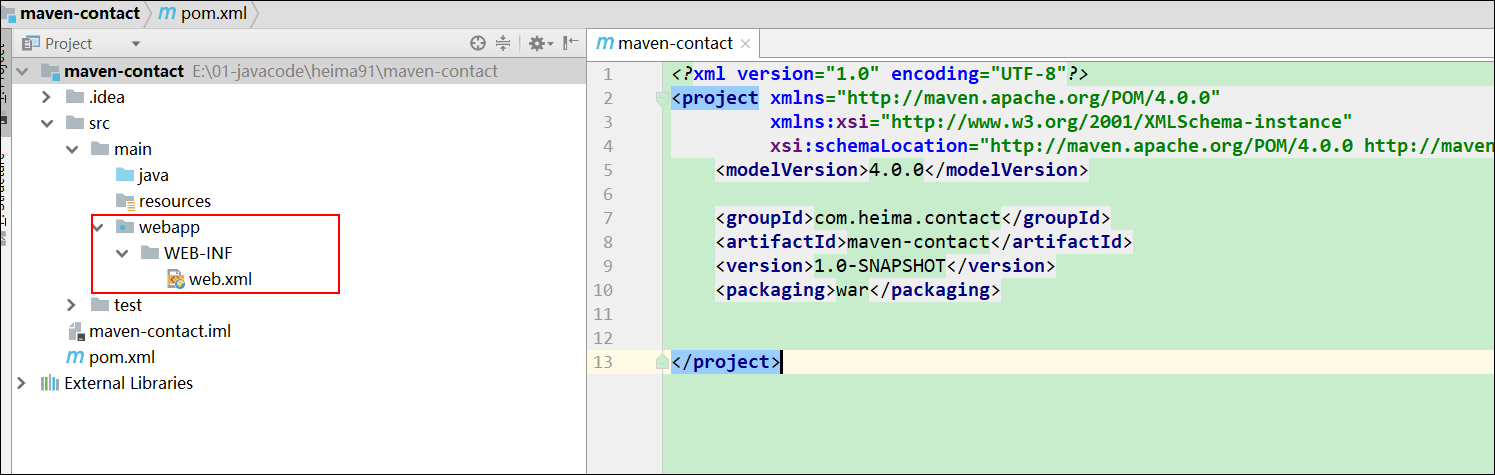 maven-contact pom.xml
Project
maven-contact E:\01-javacode\heima91\maven-contact
.idea
src
main
java
resources
webapp
WEB-INF
web.xml
test
maven-contact.iml
pom.xml
External Libraries
maven-contact
1 <?xml version="1.0" encoding="UTF-8"?>
2 <project xmlns="http://maven.apache.org/POM/4.0.0"
3 xmlns:xsi="http://www.w3.org/2001/XMLSchema-instance"
4 xsi:schemaLocation="http://maven.apache.org/POM/4.0.0 http://maven
5 <modelVersion>4.0.0</modelVersion>
6
7 <groupId>com.heima.contact</groupId>
8 <artifactId>maven-contact</artifactId>
9 <version>1.0-SNAPSHOT</version>
10 <packaging>war</packaging>
11
12
13 </project>